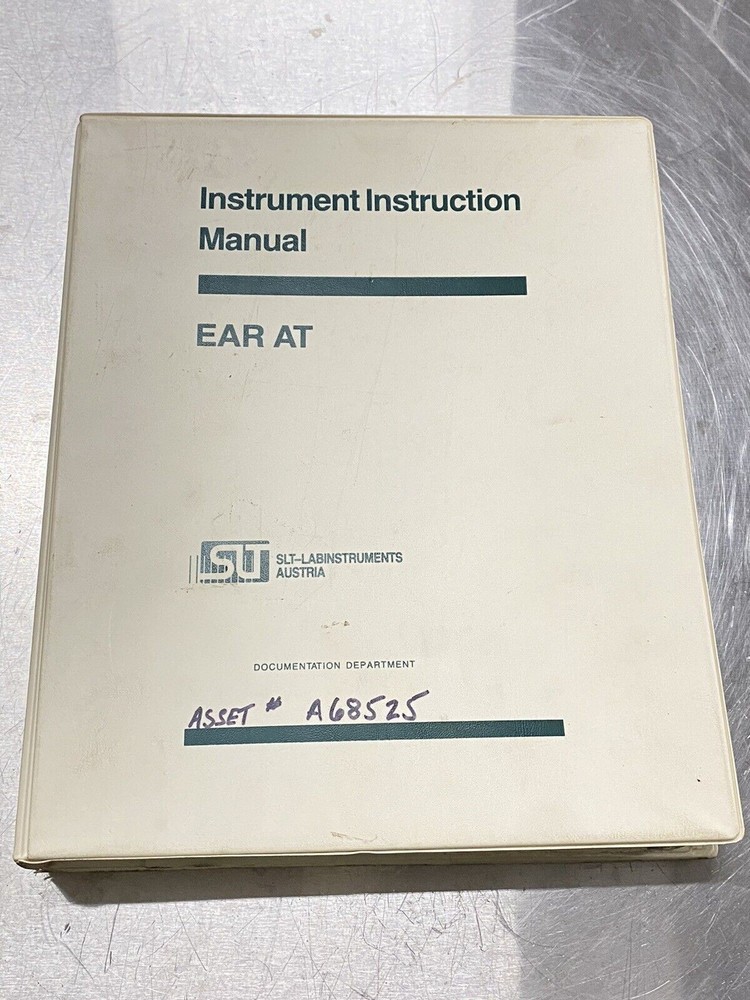 Instrument Instruction
Manual
EAR AT
SLT
SLT-LABINSTRUMENTS
AUSTRIA
DOCUMENTATION DEPARTMENT
ASSET # A68525